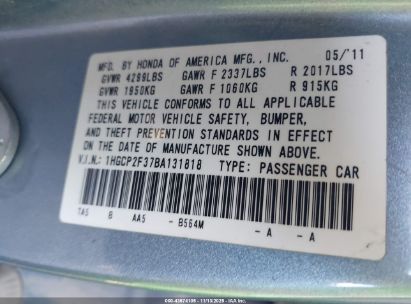 MFD. BY HONDA OF AMERICA MFG., INC. 05/'11
GVWR 4299LBS GAWR F 2337LBS R 2017LBS
GVWR 1950KG GAWR F 1060KG R 915KG
THIS VEHICLE CONFORMS TO ALL APPLICABLE
FEDERAL MOTOR VEHICLE SAFETY, BUMPER,
AND THEFT PREVENTION STANDARDS IN EFFECT
ON THE DATE OF MANUFACTURE SHOWN ABOVE.
V.I.N.: 1HGCP2F37BA131818 TYPE: PASSENGER CAR
TA5 B AA5 - B564M - A - A